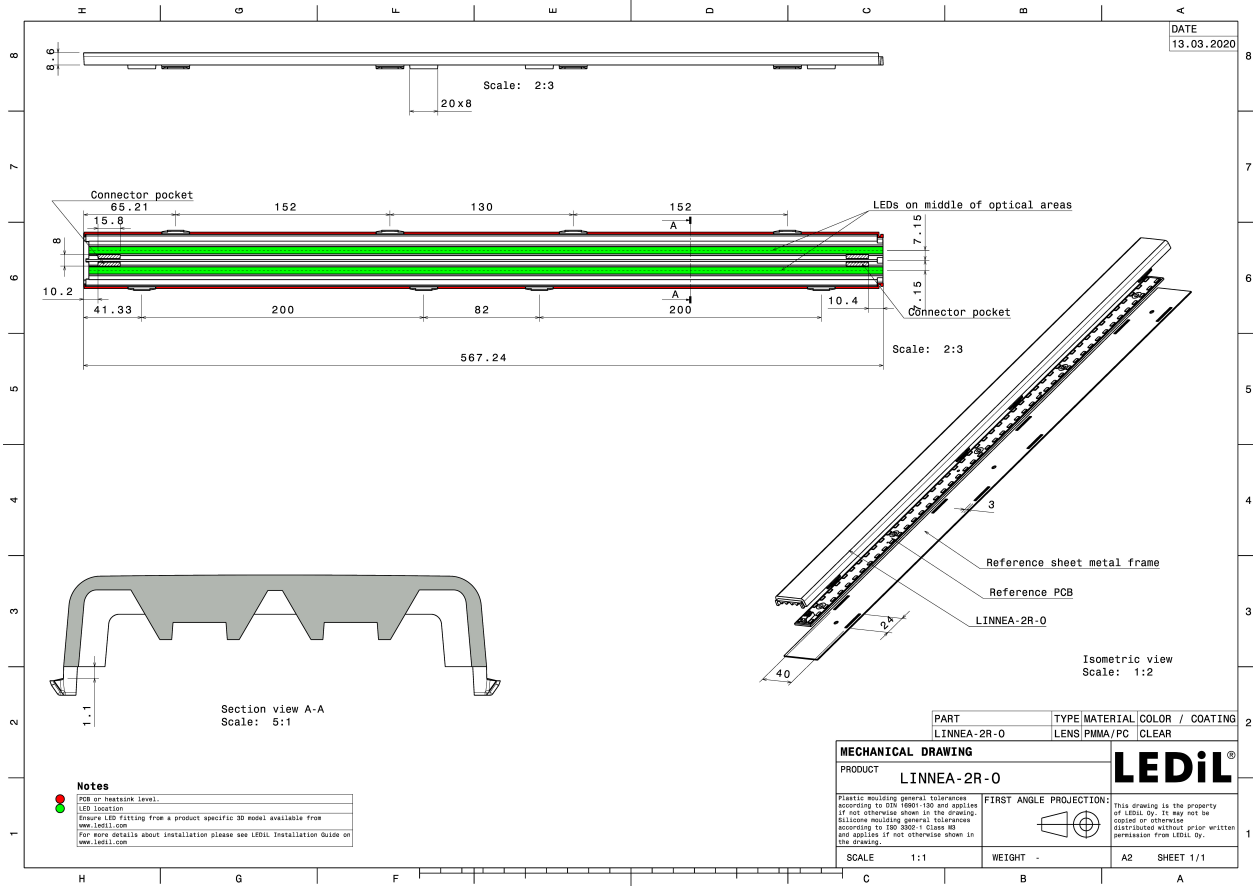 H G F E D C B A
DATE
13.03.2020
8 8
8.6
Scale: 2:3
20x8
7 7
Connector pocket
65.21 152 130 152
LEDs on middle of optical areas
15.8
A
7.15
8
6 6
10.2
A
10.4
7.15
41.33 200 82 200
Connector pocket
Scale: 2:3
567.24
5 5
4 4
3
Reference sheet metal frame
Reference PCB
3 3
LINNEA-2R-O
24
40
Isometric view
Scale: 1:2
1.1
Section view A-A
Scale: 5:1
2 2
PART TYPE MATERIAL COLOR / COATING
LINNEA-2R-O LENS PMMA/PC CLEAR
MECHANICAL DRAWING
LEDiL®
PRODUCT
LINNEA-2R-O
Notes
PCB or heatsink level.
LED location
Ensure LED fitting from a product specific 3D model available from
www.ledil.com
For more details about installation please see LEDiL Installation Guide on
www.ledil.com
1 1
Plastic moulding general tolerances
according to DIN 16901-130 and applies
if not otherwise shown in the drawing.
Silicone moulding general tolerances
according to ISO 3302-1 Class M3
and applies if not otherwise shown in
the drawing.
FIRST ANGLE PROJECTION:
This drawing is the property
of LEDiL Oy. It may not be
copied or otherwise
distributed without prior written
permission from LEDiL Oy.
SCALE 1:1
WEIGHT -
A2 SHEET 1/1
H G F C B A